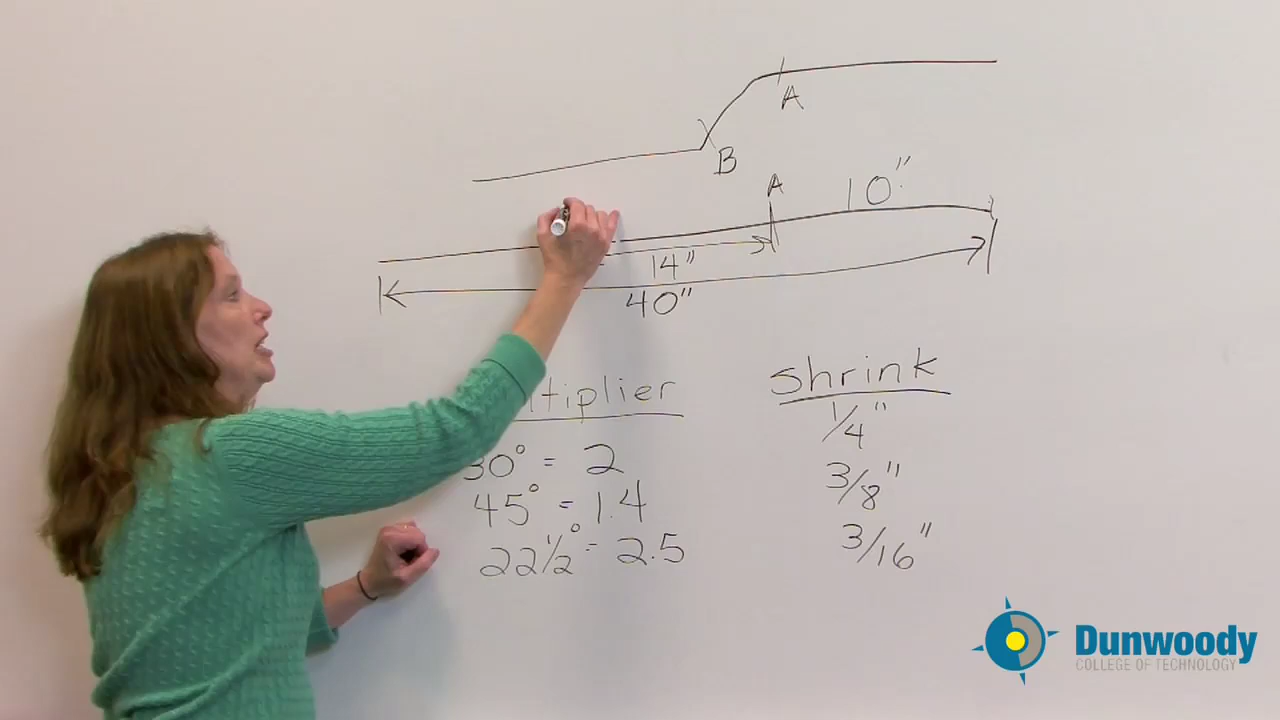 A
B
A
10"
14"
40"
shrink
30° = 2
1/4"
45° = 1.4
3/8"
22 1/2° = 2.5
3/16"
Dunwoody
COLLEGE OF TECHNOLOGY